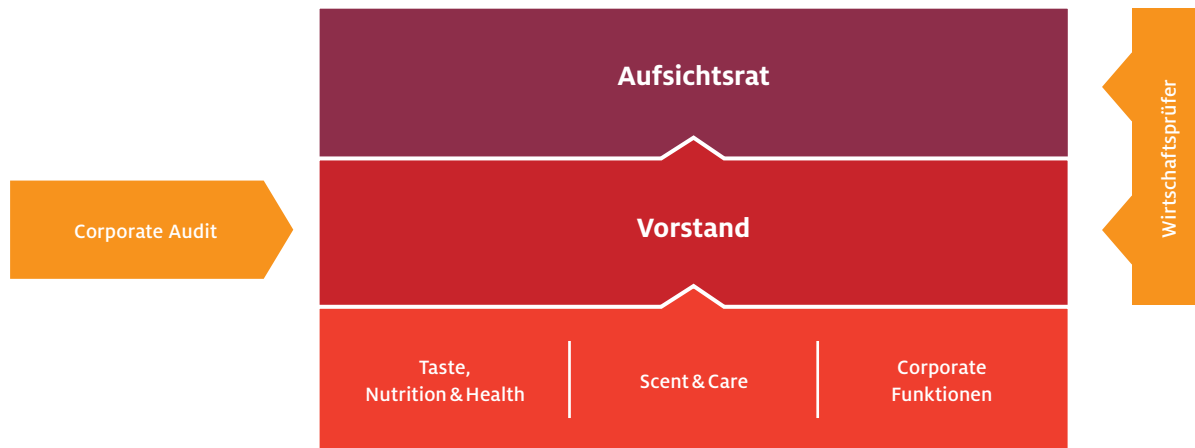 Aufsichtsrat
Wirtschaftsprüfer
Vorstand
Corporate Audit
Taste,
Nutrition & Health
Scent & Care
Corporate
Funktionen